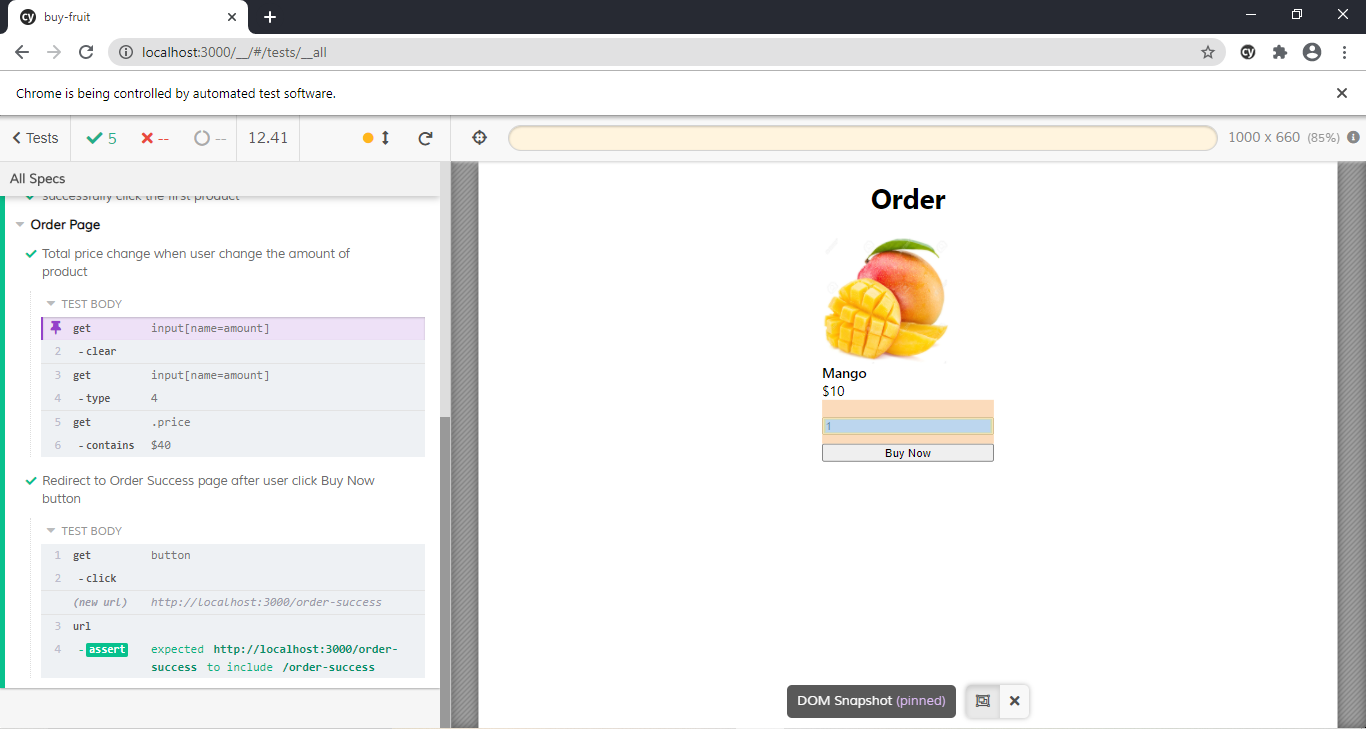 cy buy-fruit
localhost:3000/__/#/tests/__all
cy
Chrome is being controlled by automated test software.
Tests 5 -- -- 12.41
1000 x 660 (85%)
All Specs
successfully click the first product
Order Page
Total price change when user change the amount of
product
TEST BODY
get input[name=amount]
2 -clear
3 get input[name=amount]
4 -type 4
5 get .price
6 -contains $40
Redirect to Order Success page after user click Buy Now
button
TEST BODY
1 get button
2 -click
(new url) http://localhost:3000/order-success
3 url
4 -assert expected http://localhost:3000/order-
success to include /order-success
Order
Mango
$10
1
Buy Now
DOM Snapshot (pinned)